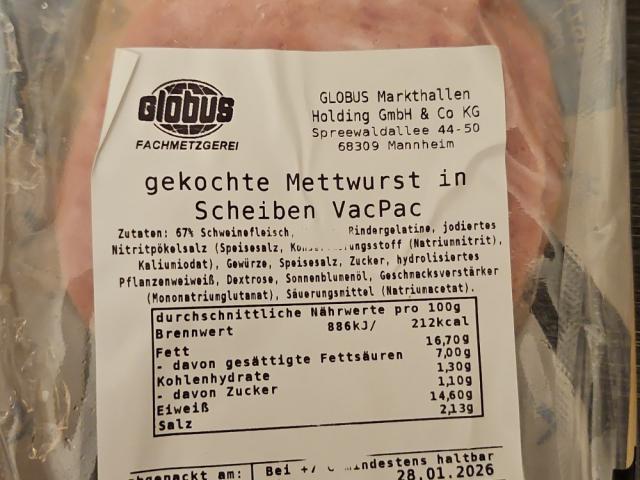 Globus
FACHMETZGEREI
GLOBUS Markthallen
Holding GmbH & Co KG
Spreewaldallee 44-50
68309 Mannheim
gekochte Mettwurst in
Scheiben VacPac
Zutaten: 67% Schweinefleisch, Rindergelatine, jodiertes
Nitritpökelsalz (Speisesalz, (Natriumnitrit),
Kaliumiodat), Gewürze, Speisesalz, Zucker, hydrolisiertes
Pflanzenweiweiß, Dextrose, Sonnenblumenöl, Geschmacksverstärker
(Mononatriumglutamat), Säuerungsmittel (Natriumacetat).
durchschnittliche Nährwerte pro 100g
Brennwert 886kJ/ 212kcal
Fett 16,70g
- davon gesättigte Fettsäuren 7,00g
Kohlenhydrate 1,30g
- davon Zucker 1,10g
Eiweiß 14,60g
Salz 2,13g
am: Bei haltbar
28.01.2026